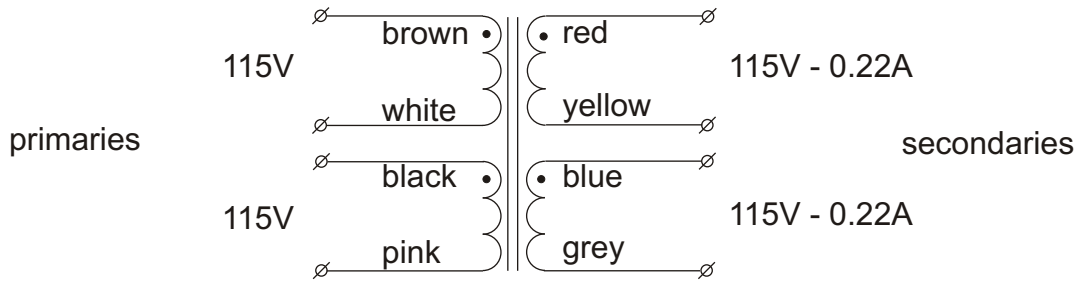 brown
red
115V
115V - 0.22A
white
yellow
primaries
secondaries
black
blue
115V
115V - 0.22A
pink
grey